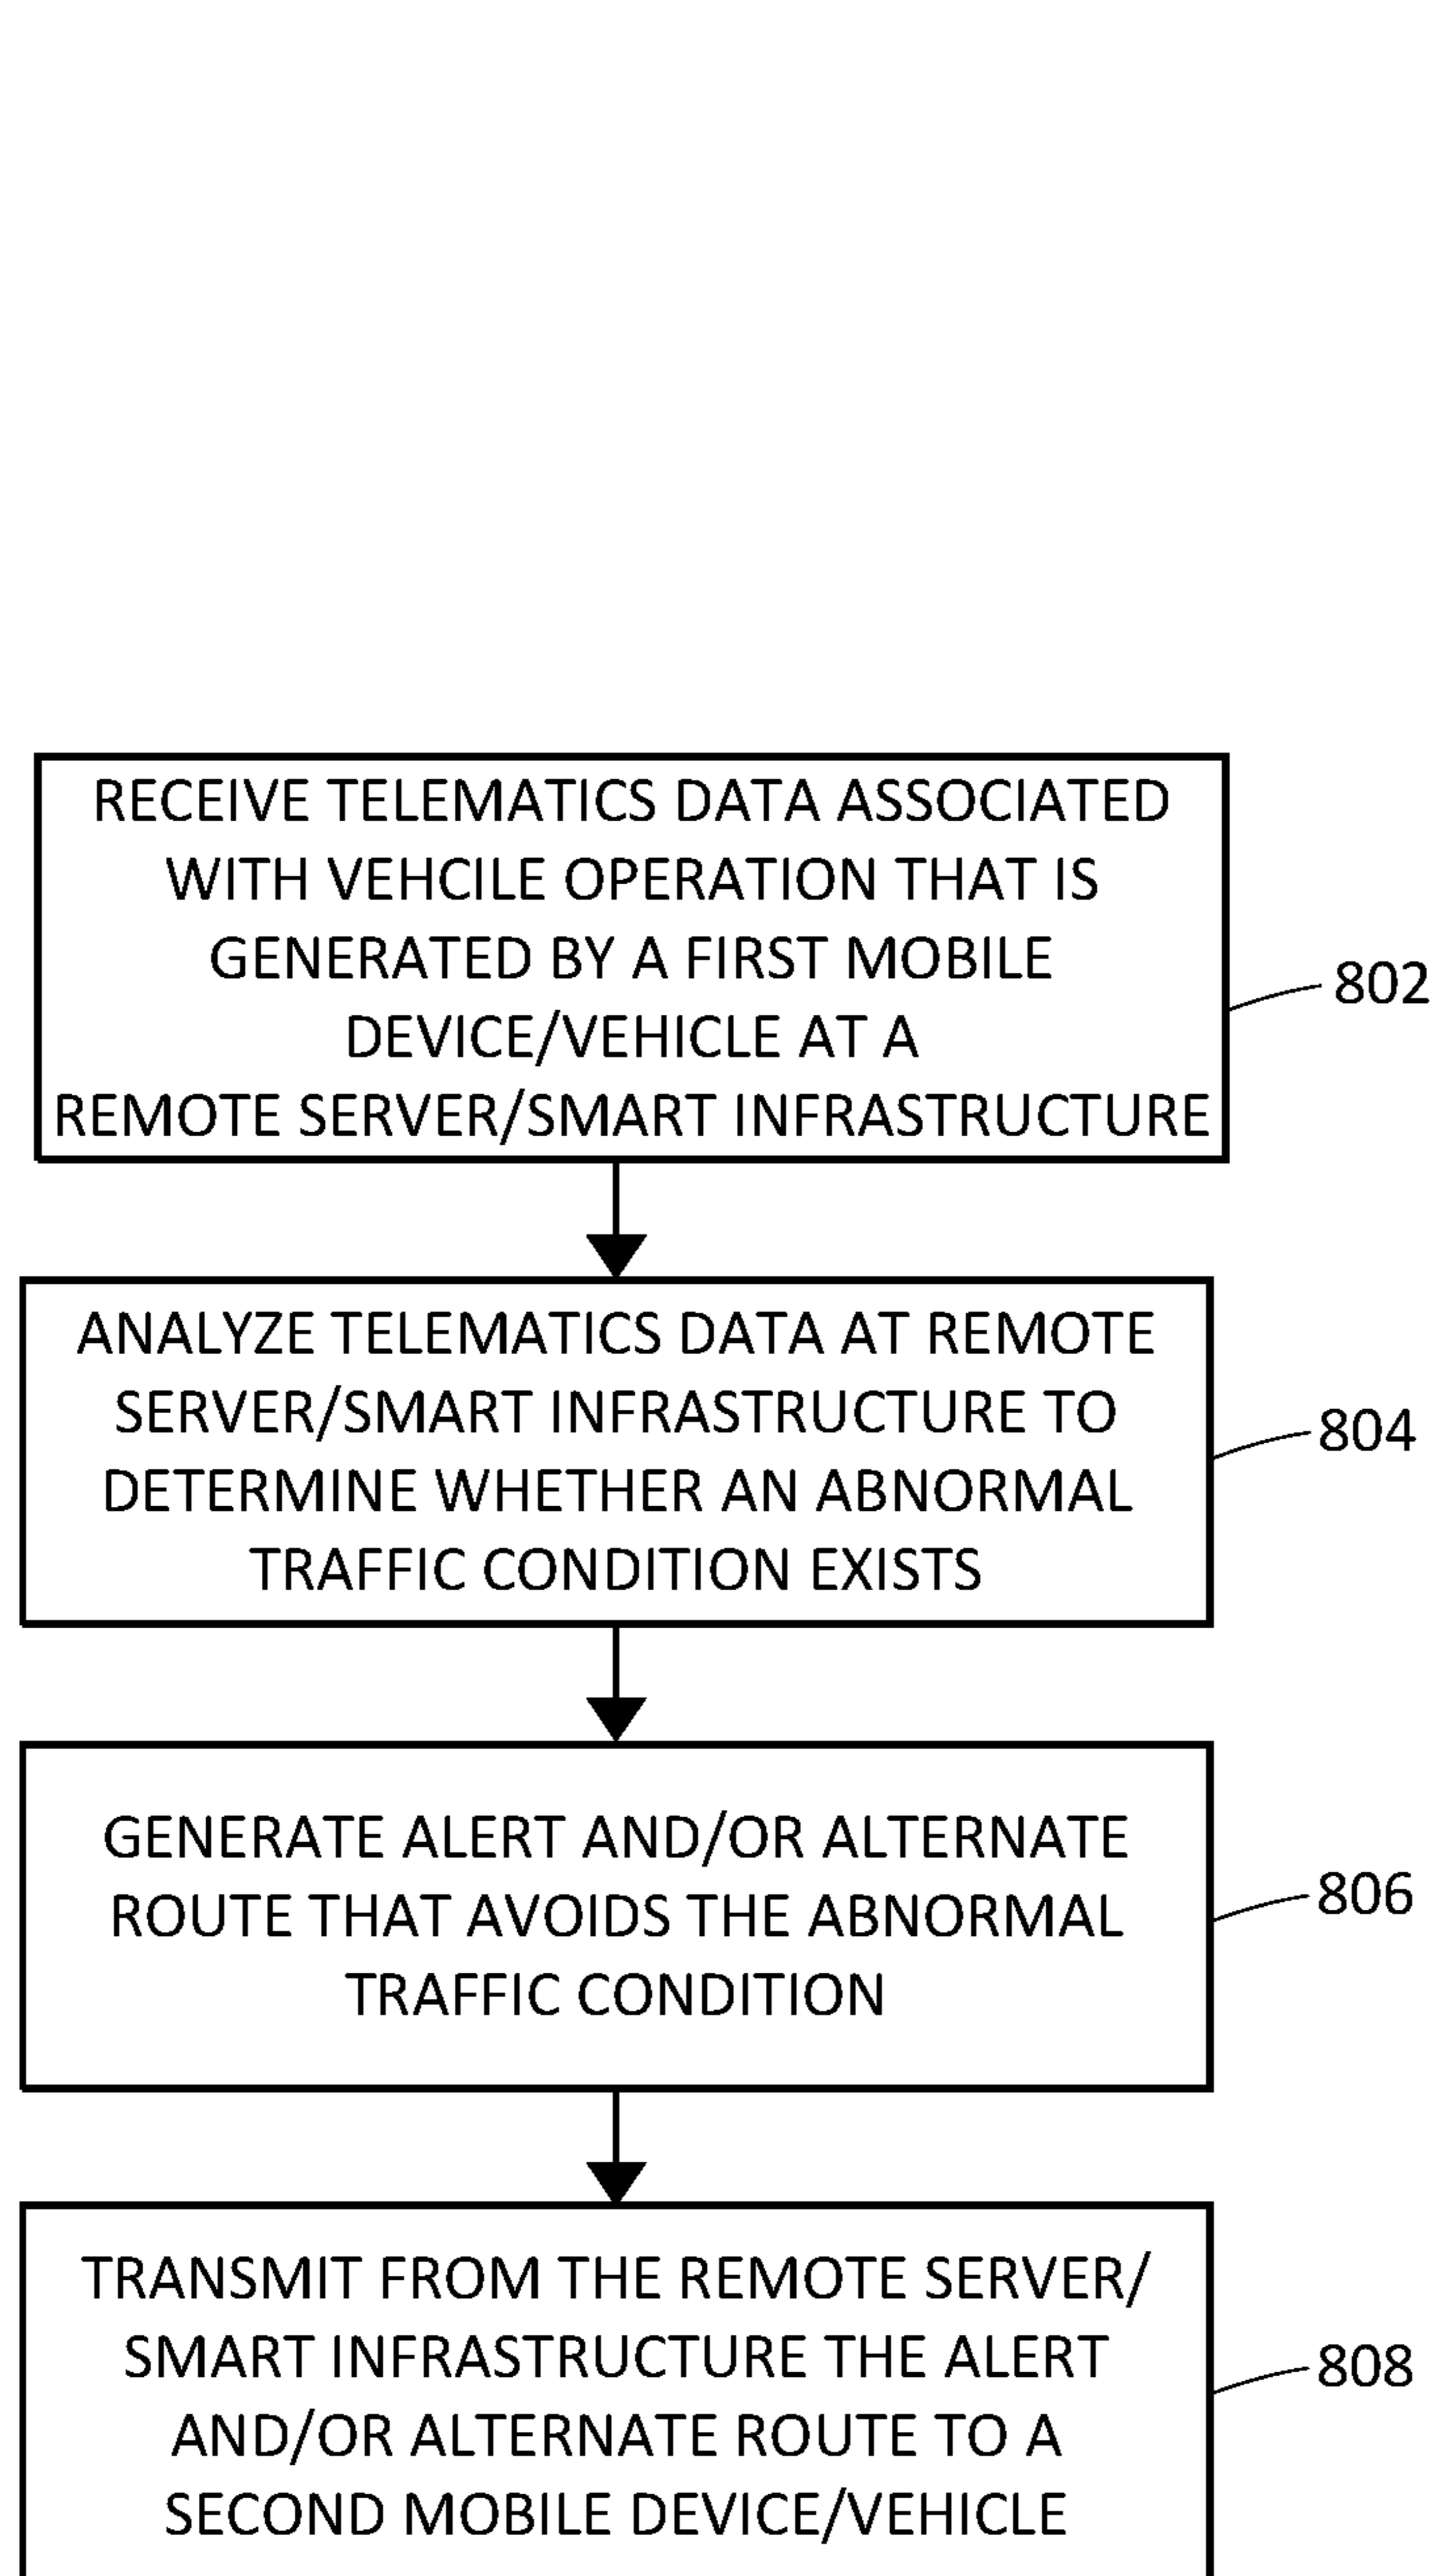 RECEIVE TELEMATICS DATA ASSOCIATED
WITH VEHCILE OPERATION THAT IS
GENERATED BY A FIRST MOBILE
DEVICE/VEHICLE AT A
REMOTE SERVER/SMART INFRASTRUCTURE
802
ANALYZE TELEMATICS DATA AT REMOTE
SERVER/SMART INFRASTRUCTURE TO
DETERMINE WHETHER AN ABNORMAL
TRAFFIC CONDITION EXISTS
804
GENERATE ALERT AND/OR ALTERNATE
ROUTE THAT AVOIDS THE ABNORMAL
TRAFFIC CONDITION
806
TRANSMIT FROM THE REMOTE SERVER/
SMART INFRASTRUCTURE THE ALERT
AND/OR ALTERNATE ROUTE TO A
SECOND MOBILE DEVICE/VEHICLE
808